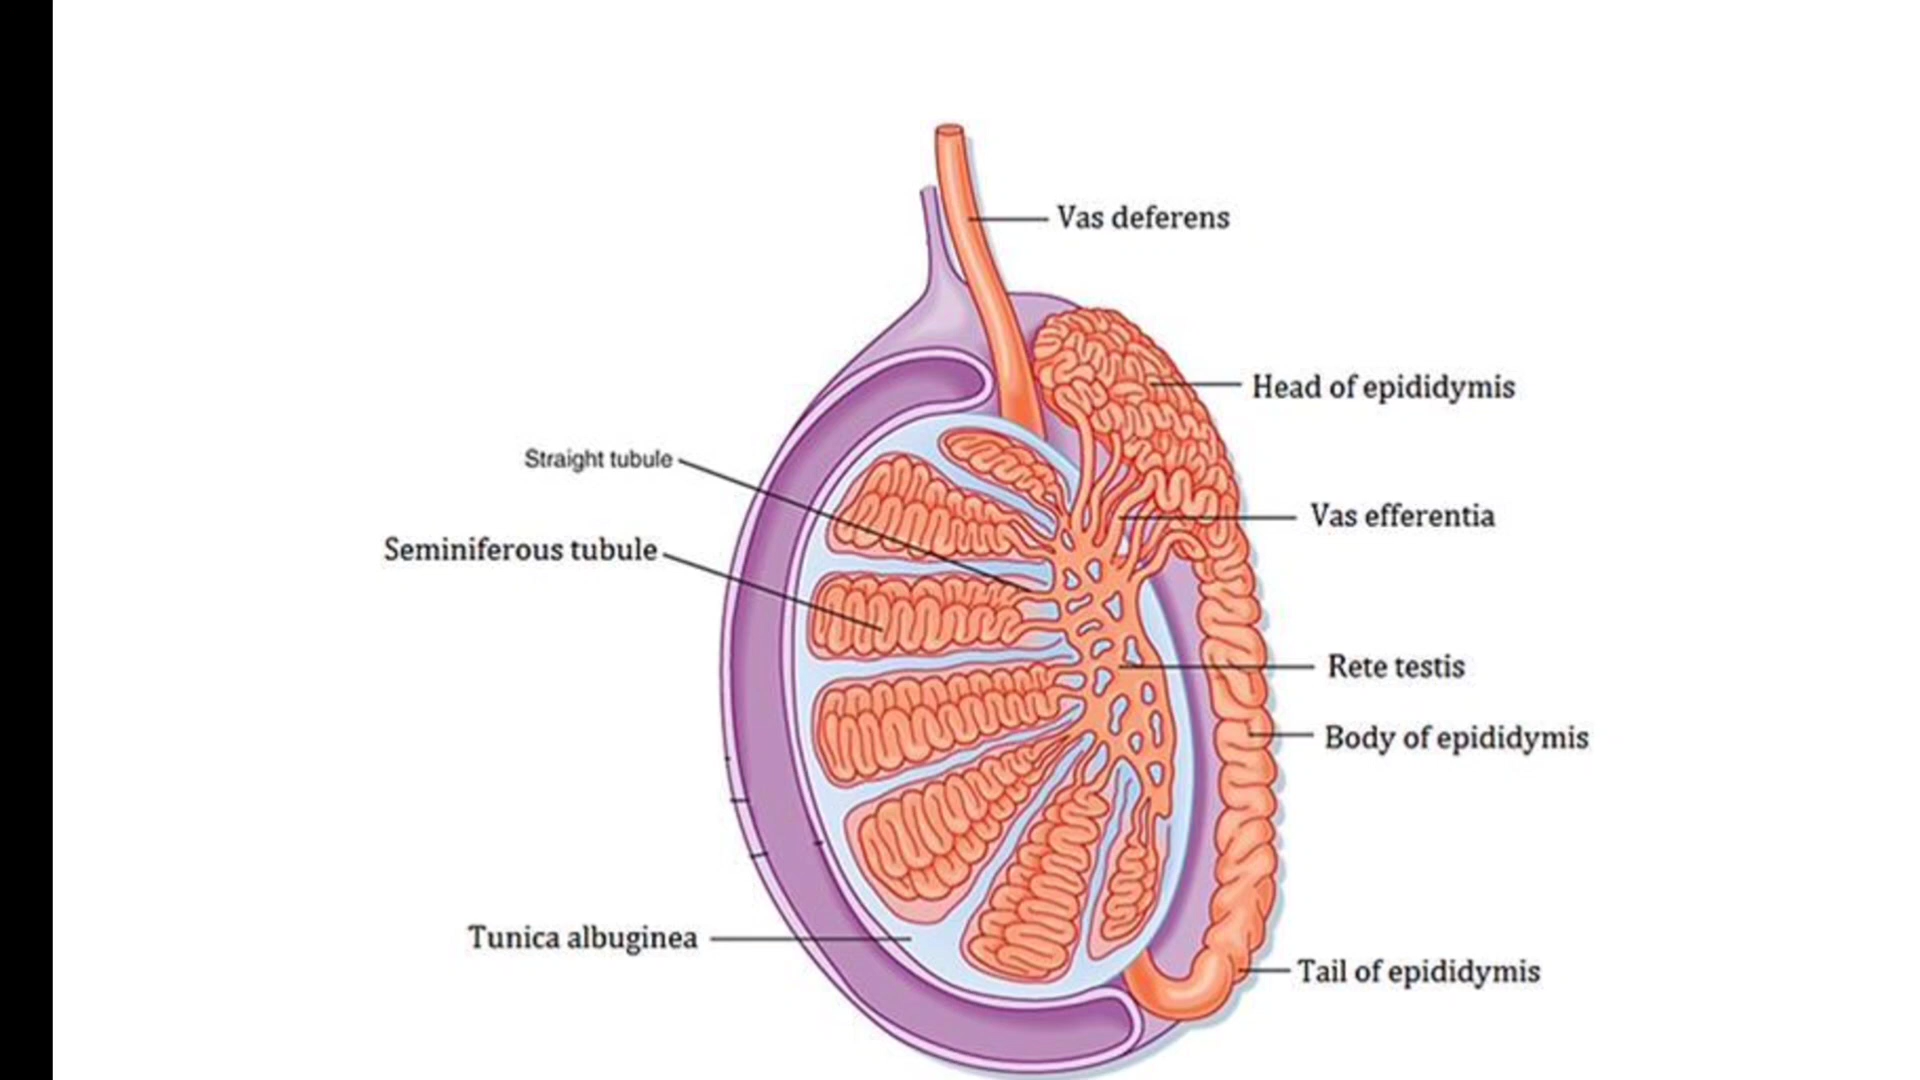 Vas deferens
Head of epididymis
Straight tubule
Vas efferentia
Seminiferous tubule
Rete testis
Body of epididymis
Tunica albuginea
Tail of epididymis